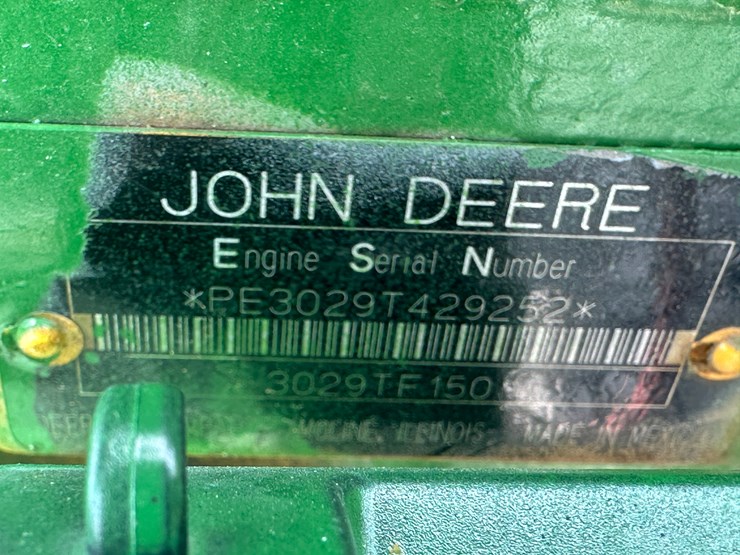 JOHN DEERE
Engine Serial Number
*PE3029T429252*
3029TF150
MOLINE, ILLINOIS MADE IN MEXICO